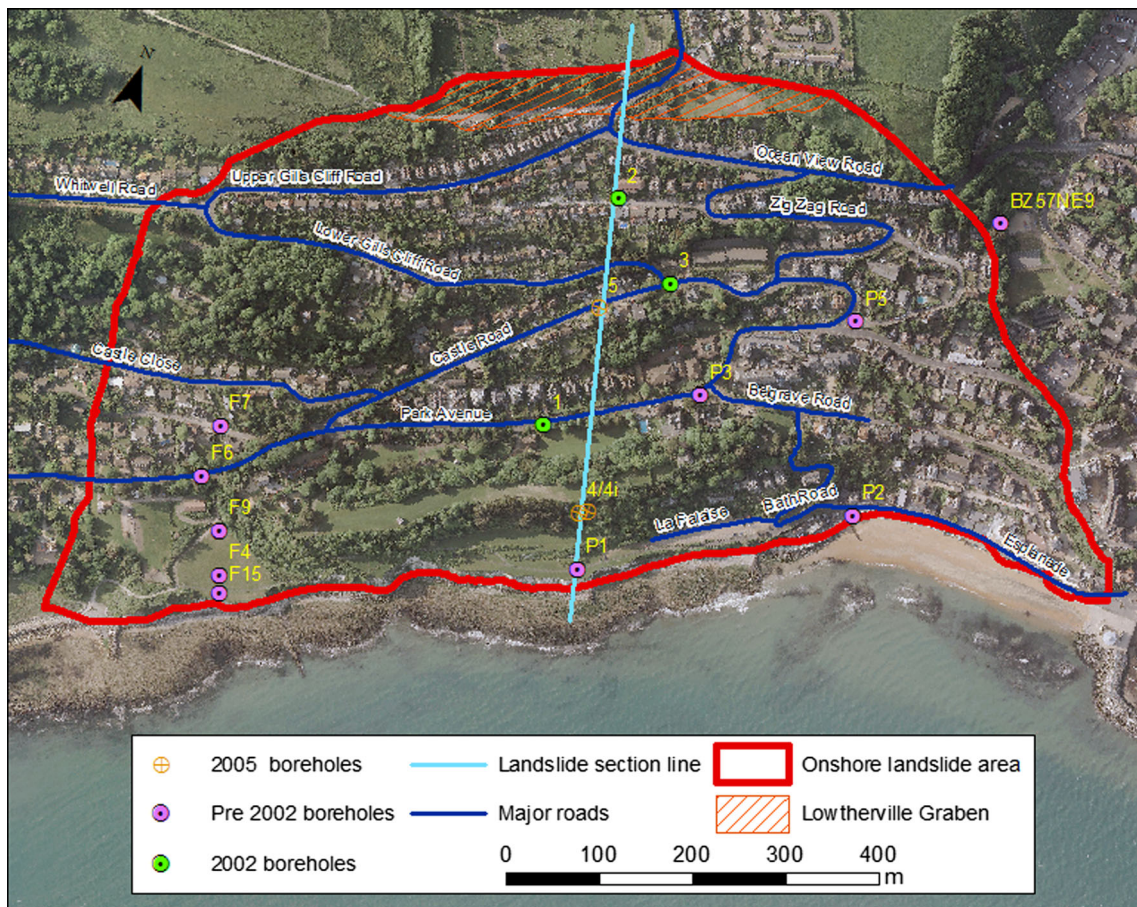 N
2
Ocean View Road
Whitwell Road
Upper Gills Cliff Road
BZ57NE9
Zig Zag Road
Lower Gills Cliff Road
3
5
P5
Castle Road
Castle Close
P3
Belgrave Road
F7
Park Avenue
1
F6
4/4i
P2
F9
Bath Road
La Falaise
P1
Esplanade
F4
F15
2005 boreholes
Landslide section line
Onshore landslide area
Pre 2002 boreholes
Major roads
Lowtherville Graben
2002 boreholes
0 100 200 300 400
m